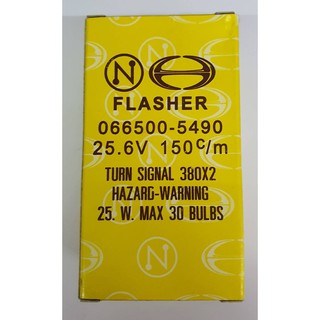 N
FLASHER
066500-5490
25.6V 150c/m
TURN SIGNAL 380X2
HAZARD-WARNING
25. W. MAX 30 BULBS